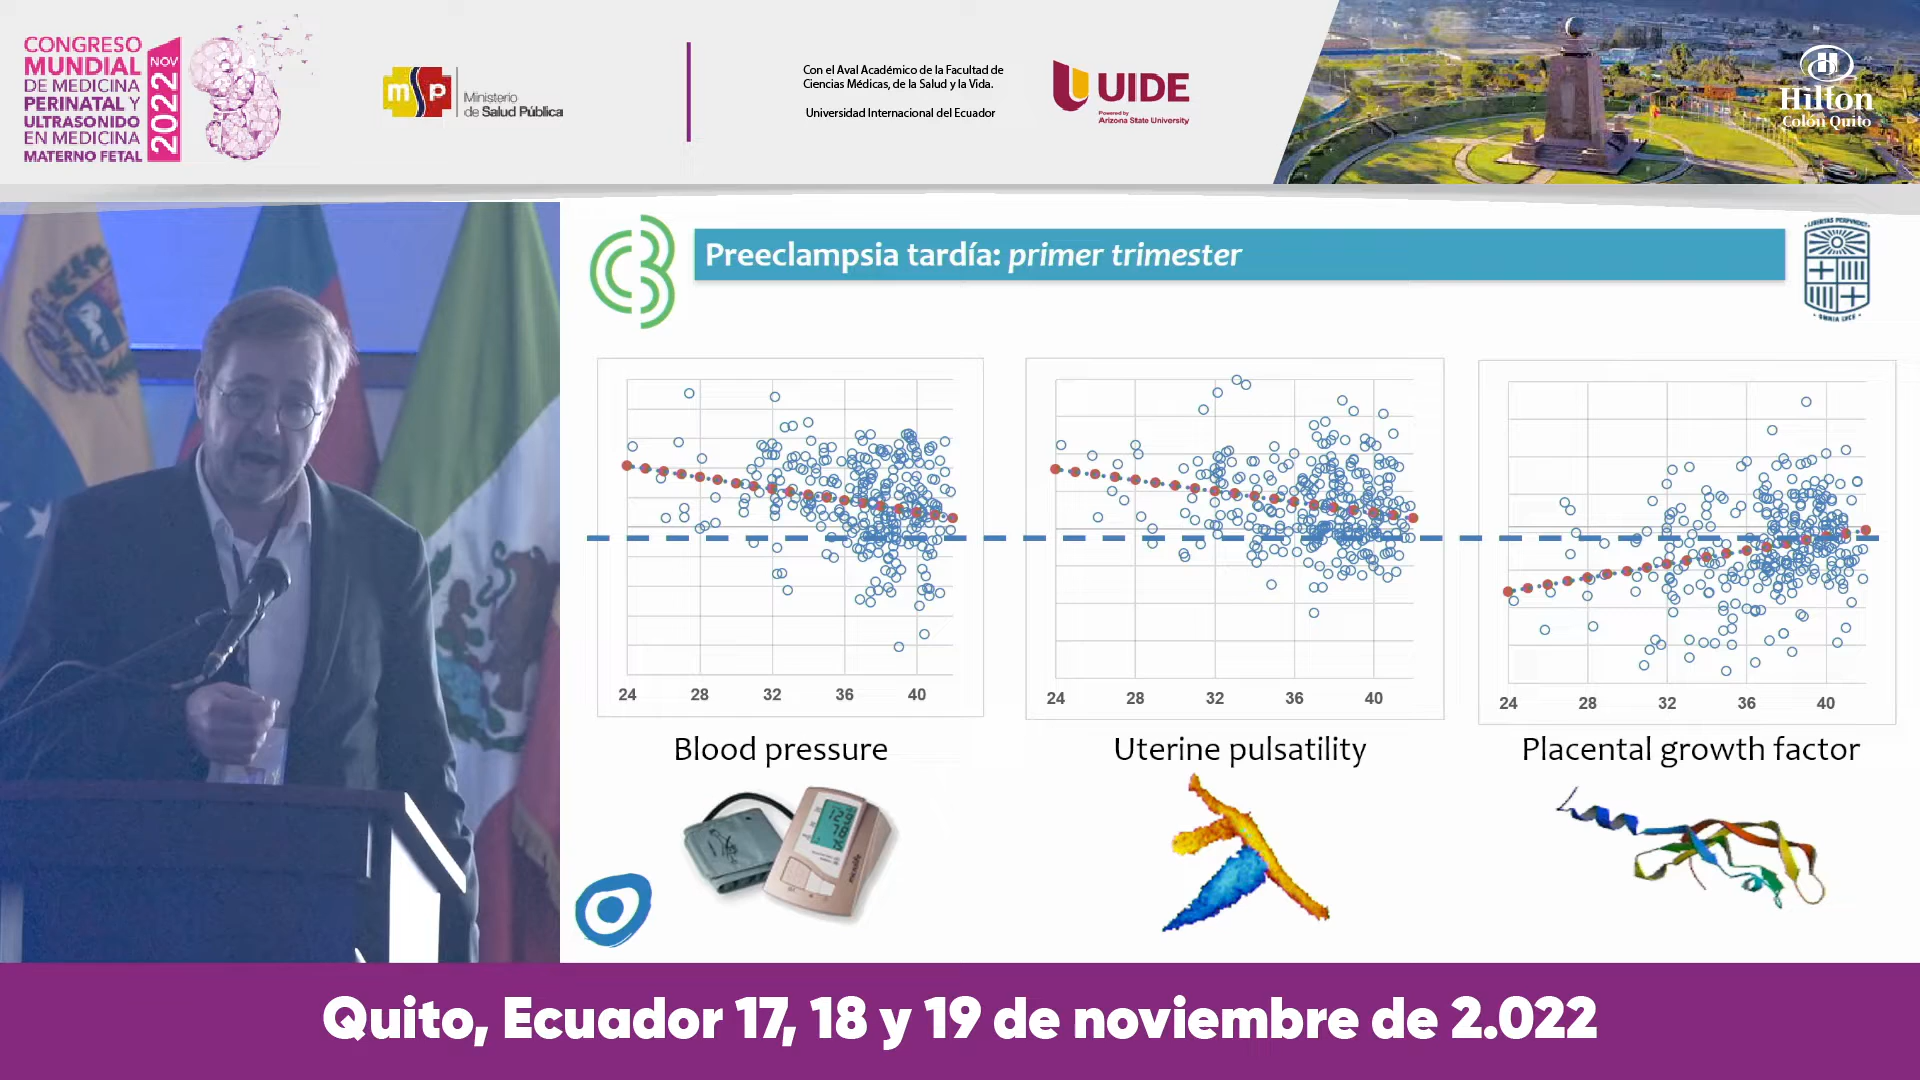 CONGRESO
MUNDIAL
DE MEDICINA
PERINATAL Y
ULTRASONIDO
EN MEDICINA
MATERNO FETAL
NOV
2022
msp
Ministerio
de Salud Pública
Con el Aval Académico de la Facultad de
Ciencias Médicas, de la Salud y la Vida.
Universidad Internacional del Ecuador
UIDE
Powered by
Arizona State University
Hilton
Colón Quito
Preeclampsia tardía: primer trimester
24 28 32 36 40
24 28 32 36 40
24 28 32 36 40
Blood pressure
Uterine pulsatility
Placental growth factor
Quito, Ecuador 17, 18 y 19 de noviembre de 2.022